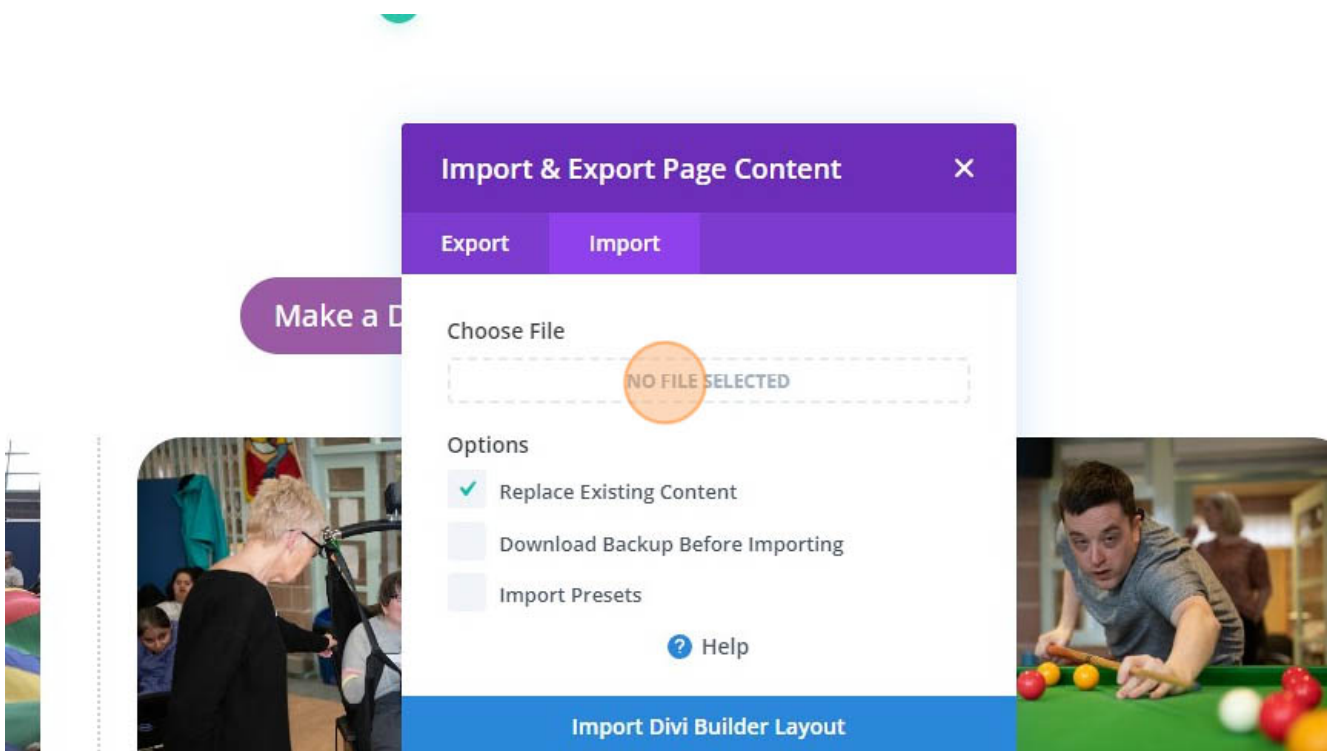 Import & Export Page Content
Export Import
Make a D
Choose File
NO FILE SELECTED
Options
Replace Existing Content
Download Backup Before Importing
Import Presets
? Help
Import Divi Builder Layout